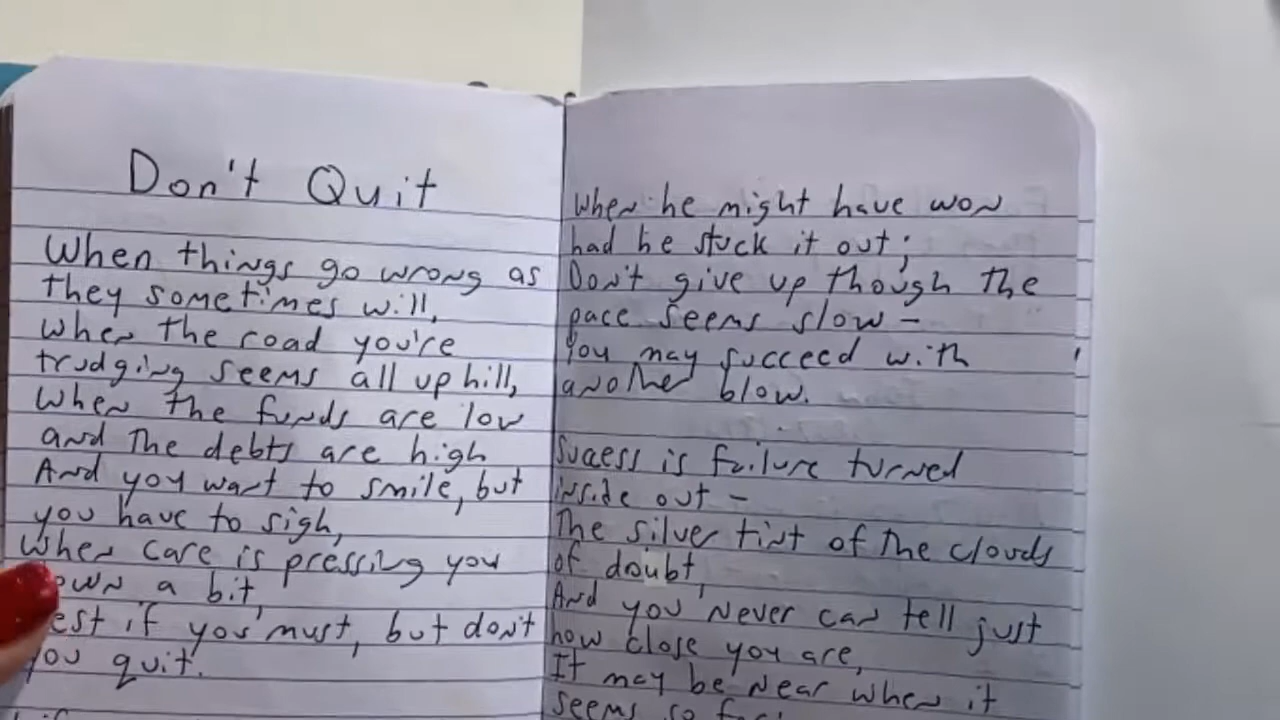 Don't Quit
When things go wrong as
they sometimes will,
when the road you're
trudging seems all up hill,
when the funds are low
and the debts are high
And you want to smile, but
you have to sigh,
When care is pressing you
own a bit,
est if you must, but don't
you quit.
When he might have won
had he stuck it out;
Don't give up though the
pace seems slow -
You may succeed with
another blow.
Sucess is failure turned
inside out -
The silver tint of the clouds
of doubt,
And you never can tell just
how close you are,
It may be near when it
seems so far;